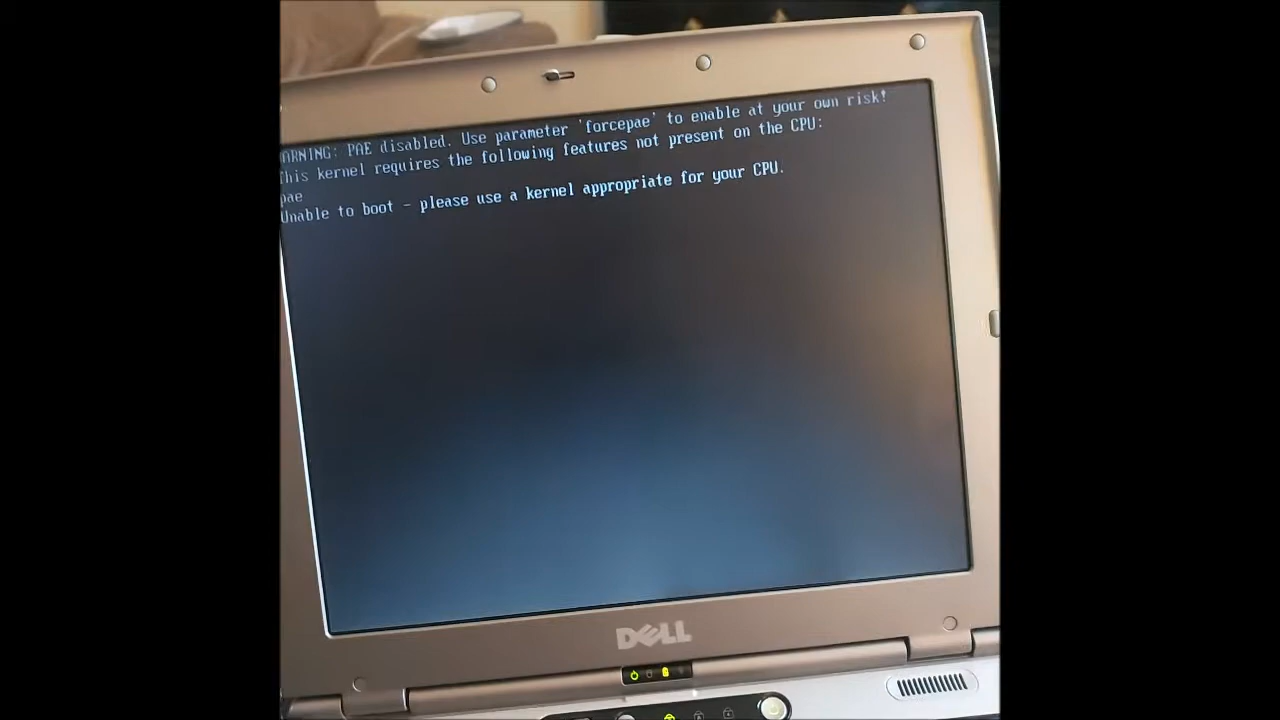 WARNING: PAE disabled. Use parameter 'forcepae' to enable at your own risk!
This kernel requires the following features not present on the CPU:
pae
Unable to boot - please use a kernel appropriate for your CPU.
DELL